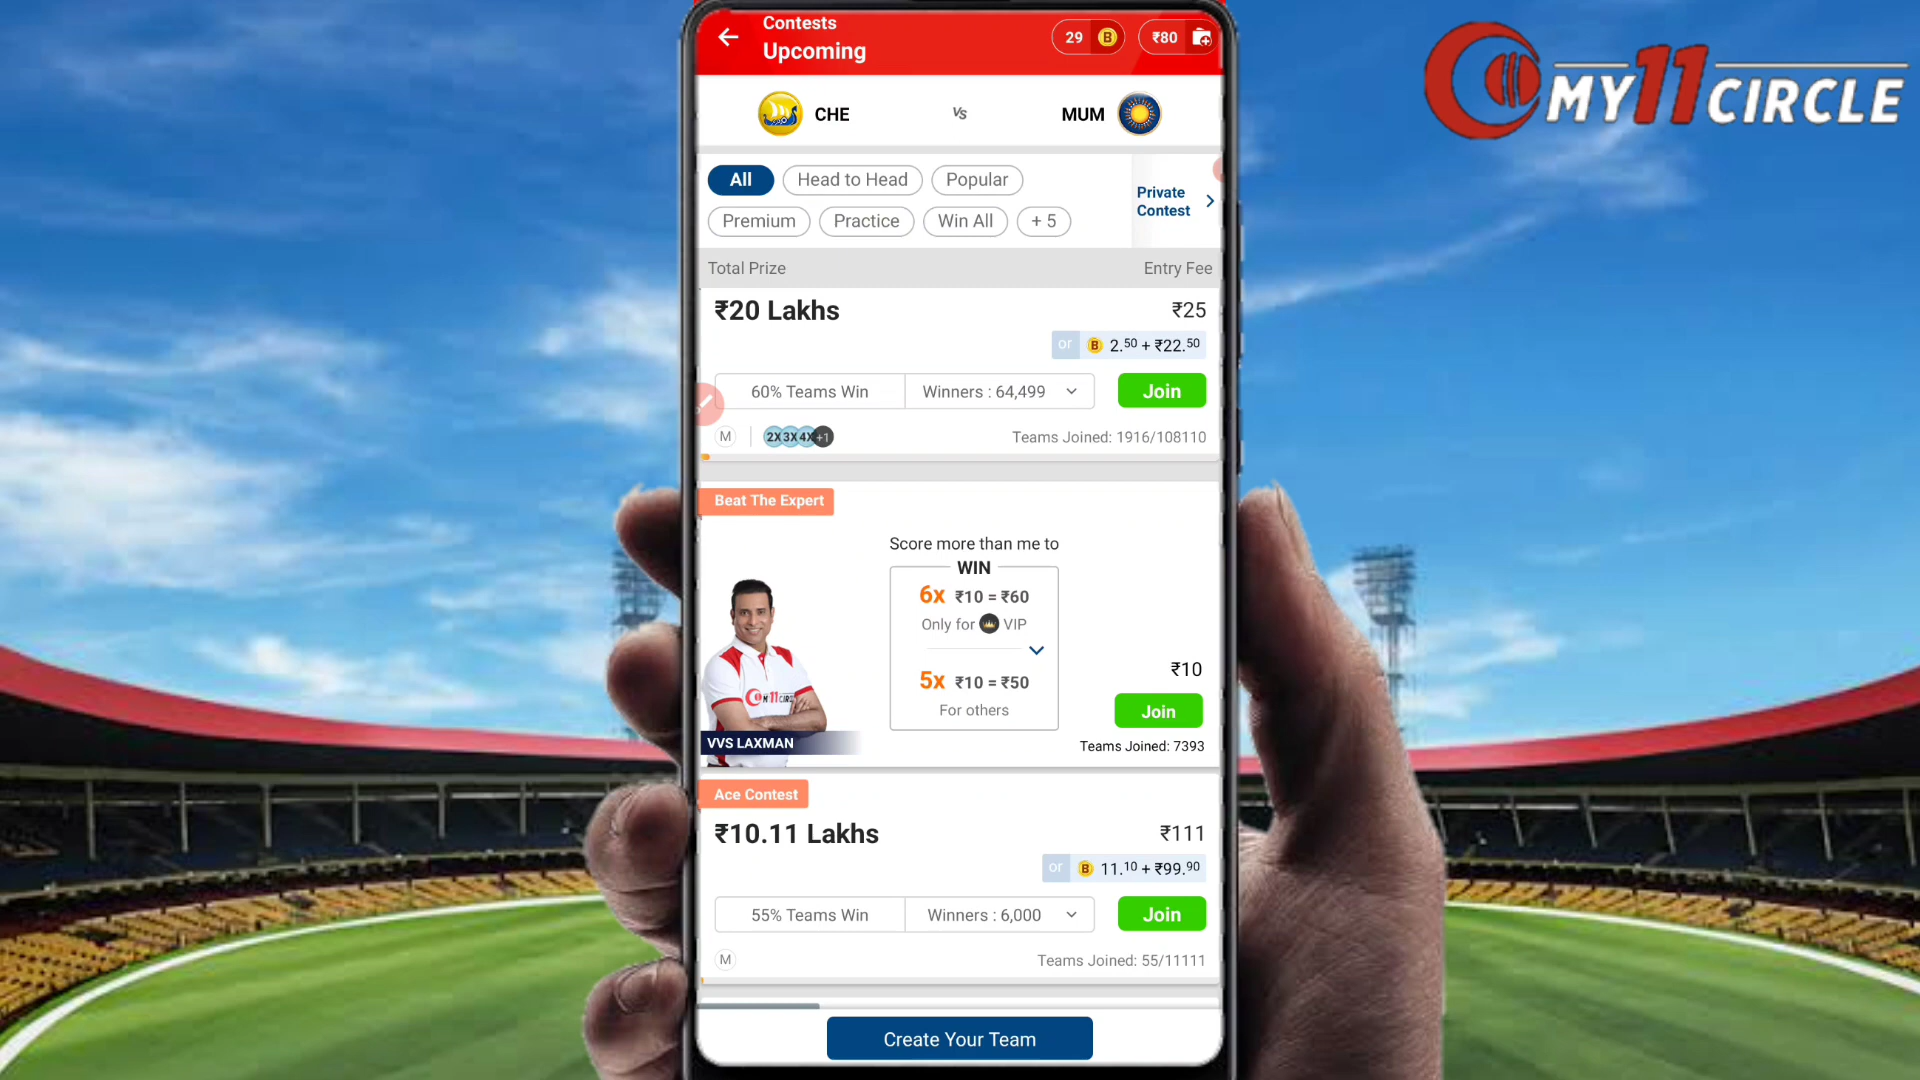 Contests
Upcoming
29 B
₹80
MY11CIRCLE
CHE
Vs
MUM
All
Head to Head
Popular
Premium
Practice
Win All
+ 5
Private
Contest
Total Prize
Entry Fee
₹20 Lakhs
₹25
or B 2.50 + ₹22.50
60% Teams Win
Winners : 64,499
Join
M
2X 3X 4X +1
Teams Joined: 1916/108110
Beat The Expert
Score more than me to
WIN
6x ₹10 = ₹60
Only for VIP
5x ₹10 = ₹50
For others
₹10
Join
MY11CIRC
VVS LAXMAN
Teams Joined: 7393
Ace Contest
₹10.11 Lakhs
₹111
or B 11.10 + ₹99.90
55% Teams Win
Winners : 6,000
Join
M
Teams Joined: 55/11111
Create Your Team